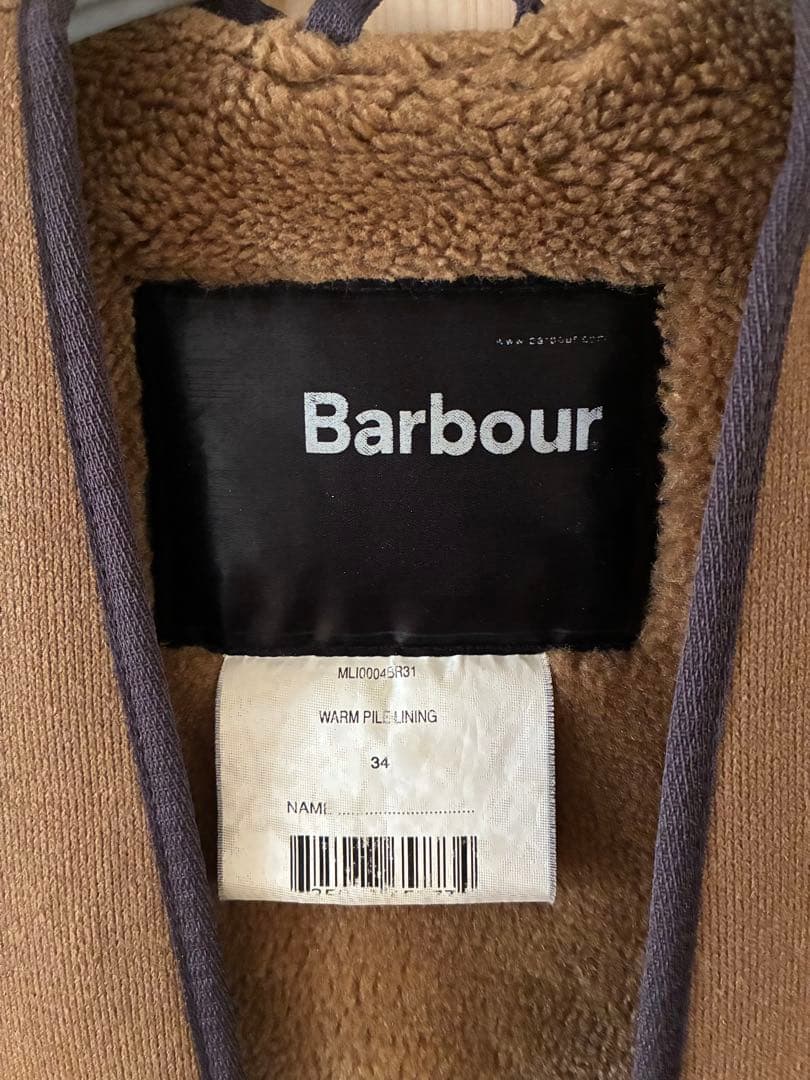 www.barbour.com
Barbour
MLI0004BR31
WARM PILE LINING
34
NAME ................................